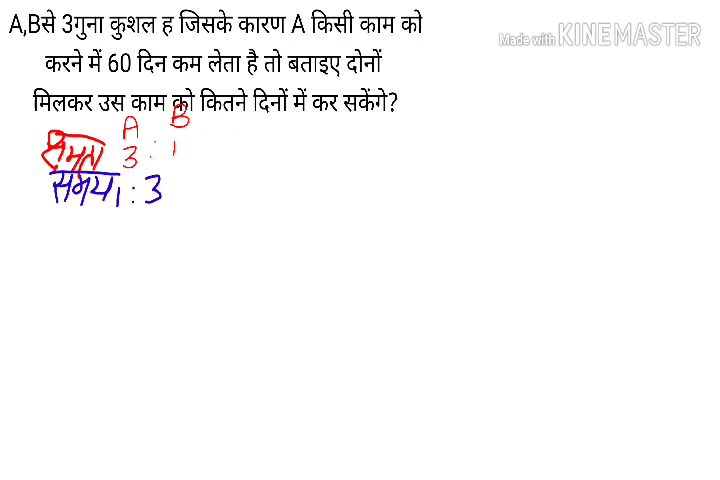 A,Bसे 3गुना कुशल ह जिसके कारण A किसी काम को
Made with KINEMASTER
करने में 60 दिन कम लेता है तो बताइए दोनों
मिलकर उस काम को कितने दिनों में कर सकेंगे?
A B
क्षमता 3 : 1
समय 1 : 3